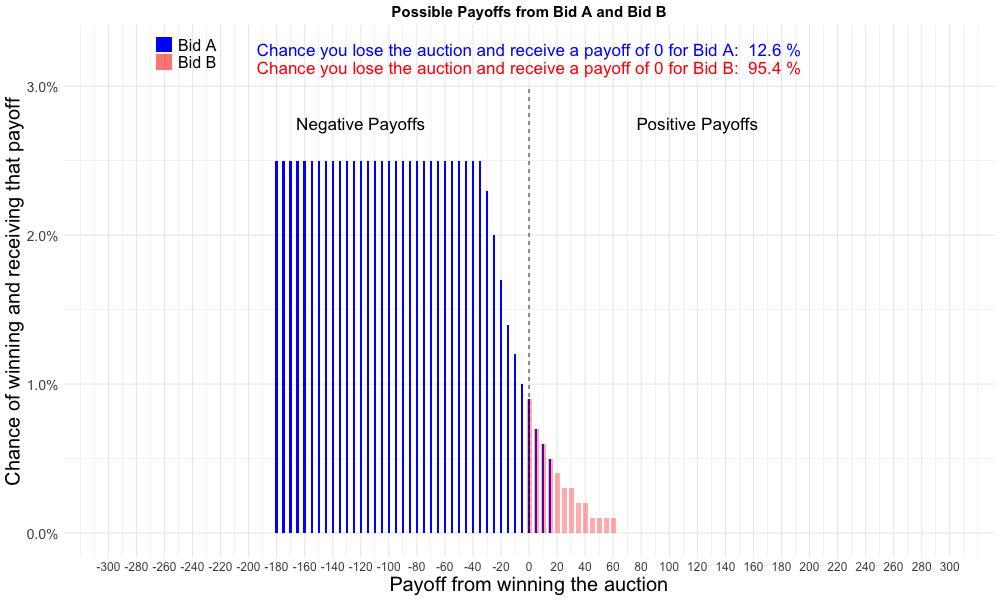 Possible Payoffs from Bid A and Bid B
Bid A
Bid B
Chance you lose the auction and receive a payoff of 0 for Bid A:  12.6 %
Chance you lose the auction and receive a payoff of 0 for Bid B:  95.4 %
Negative Payoffs
Positive Payoffs
Chance of winning and receiving that payoff
3.0%
2.0%
1.0%
0.0%
-300 -280 -260 -240 -220 -200 -180 -160 -140 -120 -100 -80 -60 -40 -20 0 20 40 60 80 100 120 140 160 180 200 220 240 260 280 300
Payoff from winning the auction